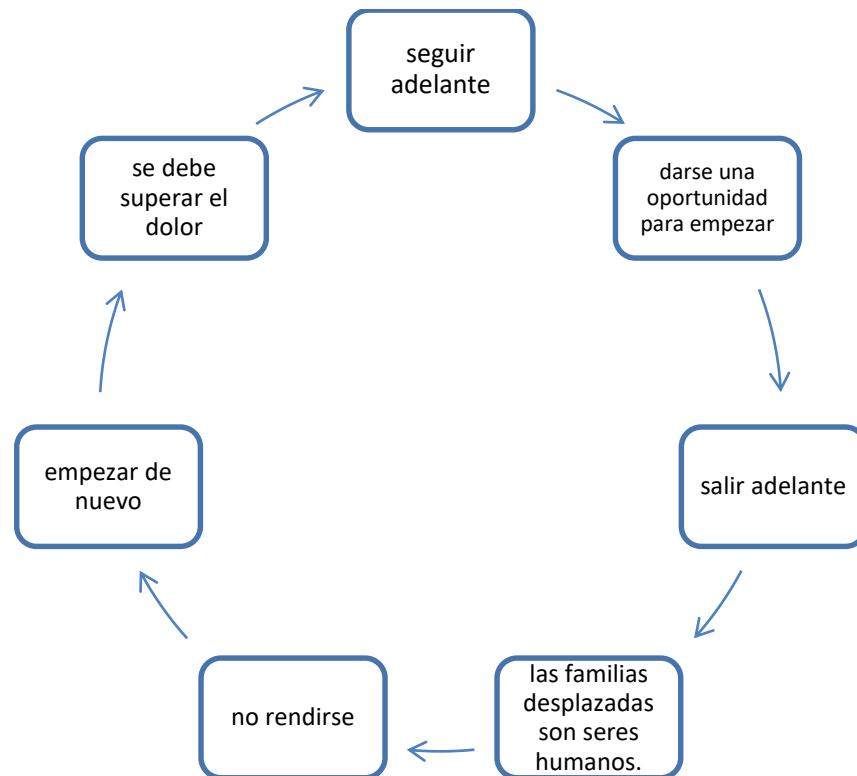 seguir
adelante
darse una
oportunidad
para empezar
salir adelante
las familias
desplazadas
son seres
humanos.
no rendirse
empezar de
nuevo
se debe
superar el
dolor